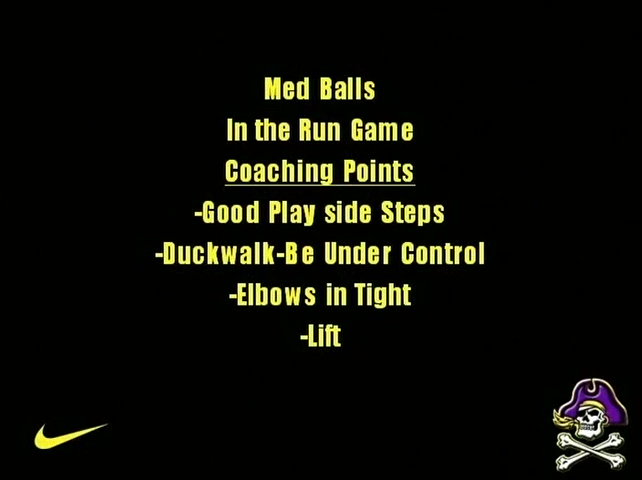 Med Balls
In the Run Game
Coaching Points
-Good Play side Steps
-Duckwalk-Be Under Control
-Elbows in Tight
-Lift